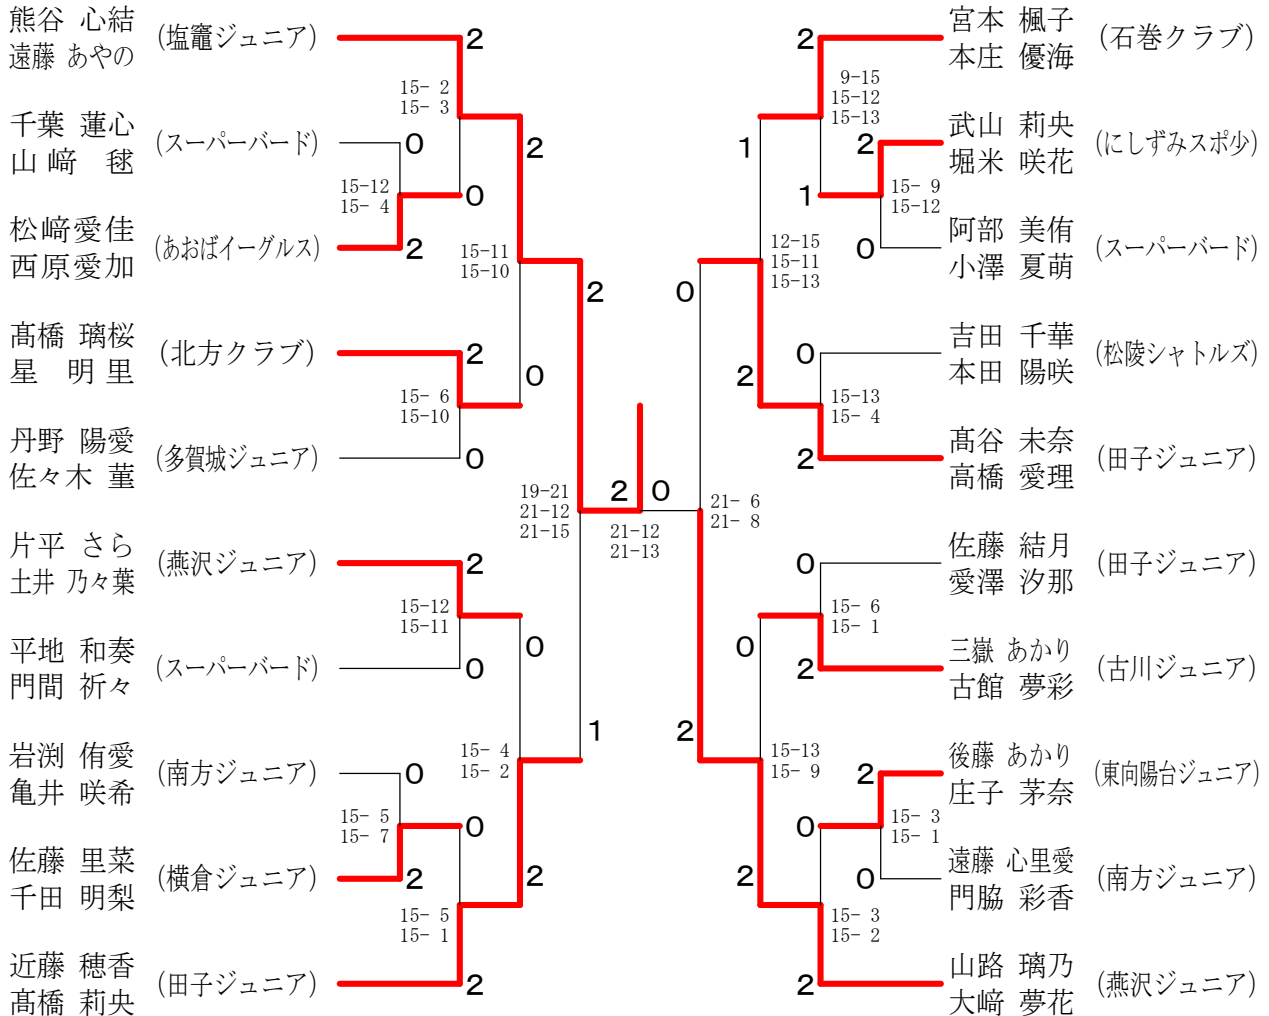 熊谷 心結
遠藤 あやの
(塩竈ジュニア)
2
15- 2
15- 3
千葉 蓮心
山﨑 毬
(スーパーバード)
0
15-12
15- 4
0
松﨑愛佳
西原愛加
(あおばイーグルス)
2
2
15-11
15-10
髙橋 璃桜
星 明里
(北方クラブ)
2
15- 6
15-10
0
丹野 陽愛
佐々木 菫
(多賀城ジュニア)
0
2
19-21
21-12
21-15
片平 さら
土井 乃々葉
(燕沢ジュニア)
2
15-12
15-11
0
平地 和奏
門間 祈々
(スーパーバード)
0
1
15- 4
15- 2
岩渕 侑愛
亀井 咲希
(南方ジュニア)
0
15- 5
15- 7
0
佐藤 里菜
千田 明梨
(横倉ジュニア)
2
2
15- 5
15- 1
近藤 穂香
髙橋 莉央
(田子ジュニア)
2
2
0
21-12
21-13
宮本 楓子
本庄 優海
(石巻クラブ)
2
9-15
15-12
15-13
武山 莉央
堀米 咲花
(にしずみスポ少)
2
1
1
15- 9
15-12
阿部 美侑
小澤 夏萌
(スーパーバード)
0
12-15
15-11
15-13
0
吉田 千華
本田 陽咲
(松陵シャトルズ)
0
2
15-13
15- 4
髙谷 未奈
高橋 愛理
(田子ジュニア)
2
21- 6
21- 8
佐藤 結月
愛澤 汐那
(田子ジュニア)
0
15- 6
15- 1
0
三嶽 あかり
古館 夢彩
(古川ジュニア)
2
2
15-13
15- 9
後藤 あかり
庄子 茅奈
(東向陽台ジュニア)
2
0
15- 3
15- 1
遠藤 心里愛
門脇 彩香
(南方ジュニア)
0
2
15- 3
15- 2
山路 璃乃
大﨑 夢花
(燕沢ジュニア)
2